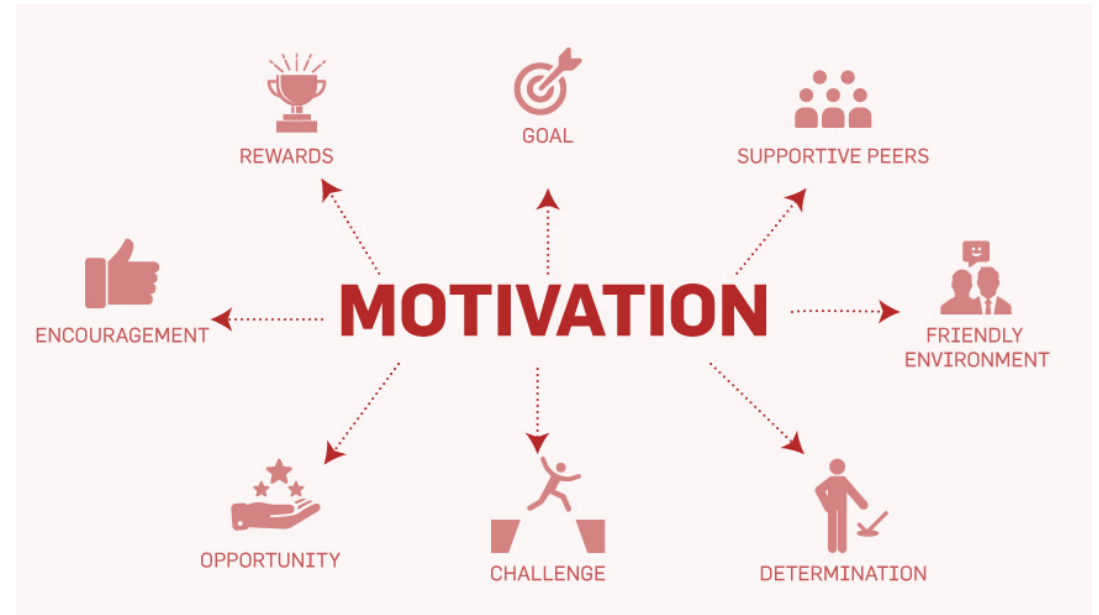 GOAL
REWARDS
SUPPORTIVE PEERS
MOTIVATION
ENCOURAGEMENT
FRIENDLY
ENVIRONMENT
OPPORTUNITY
CHALLENGE
DETERMINATION